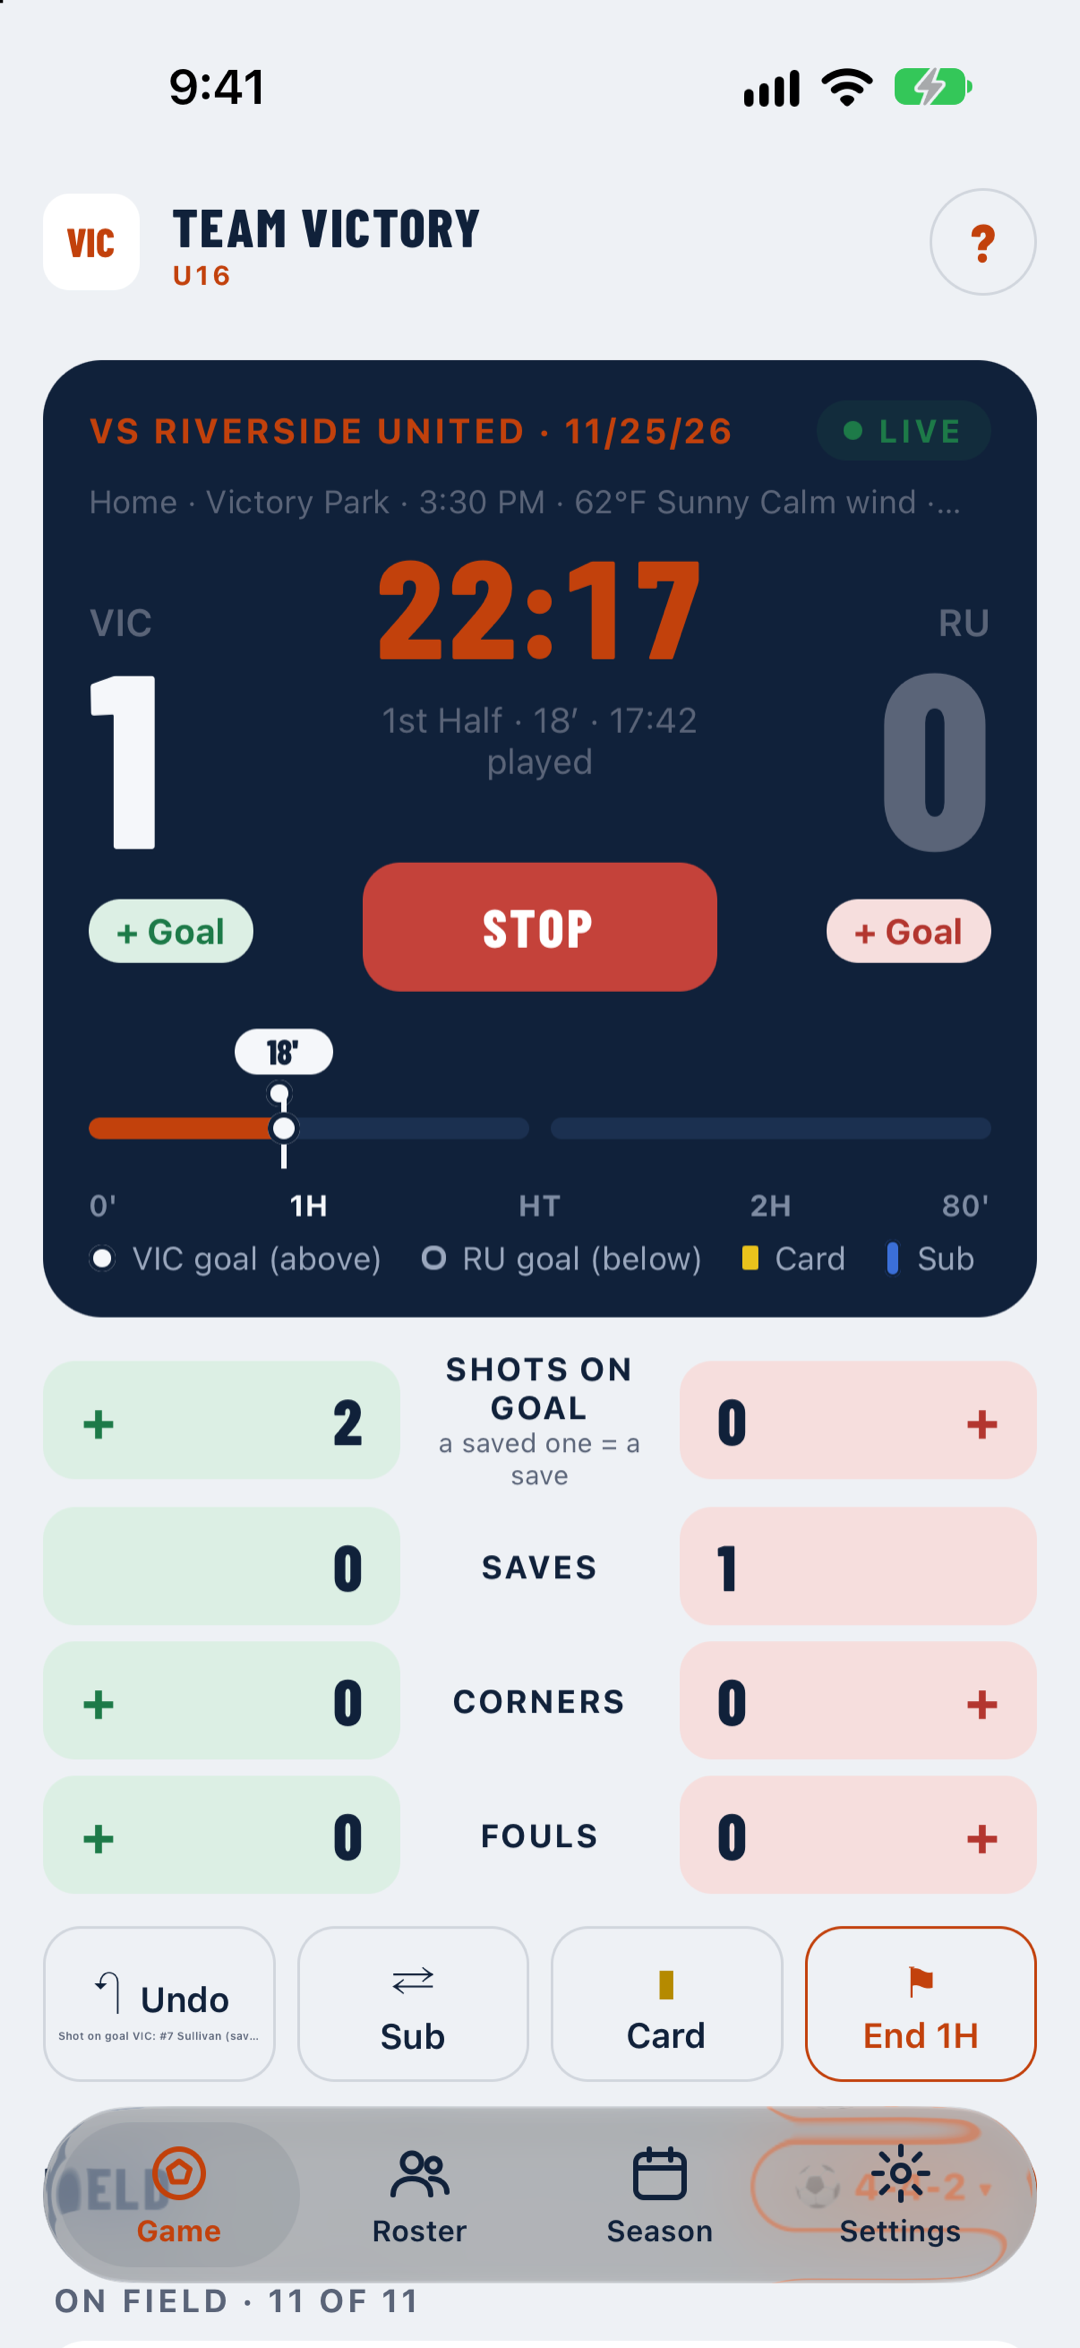 9:41
VIC
TEAM VICTORY
U16
?
VS RIVERSIDE UNITED · 11/25/26
LIVE
Home · Victory Park · 3:30 PM · 62°F Sunny Calm wind ·...
22:17
VIC
RU
1
1st Half · 18′ · 17:42
played
0
+ Goal
STOP
+ Goal
18'
0'
1H
HT
2H
80'
VIC goal (above)
RU goal (below)
Card
Sub
+ 2
SHOTS ON
GOAL
a saved one = a
save
0 +
0
SAVES
1
+ 0
CORNERS
0 +
+ 0
FOULS
0 +
Undo
Shot on goal VIC: #7 Sullivan (sav...
Sub
Card
End 1H
4-4-2 ▾
Game
Roster
Season
Settings
ON FIELD · 11 OF 11